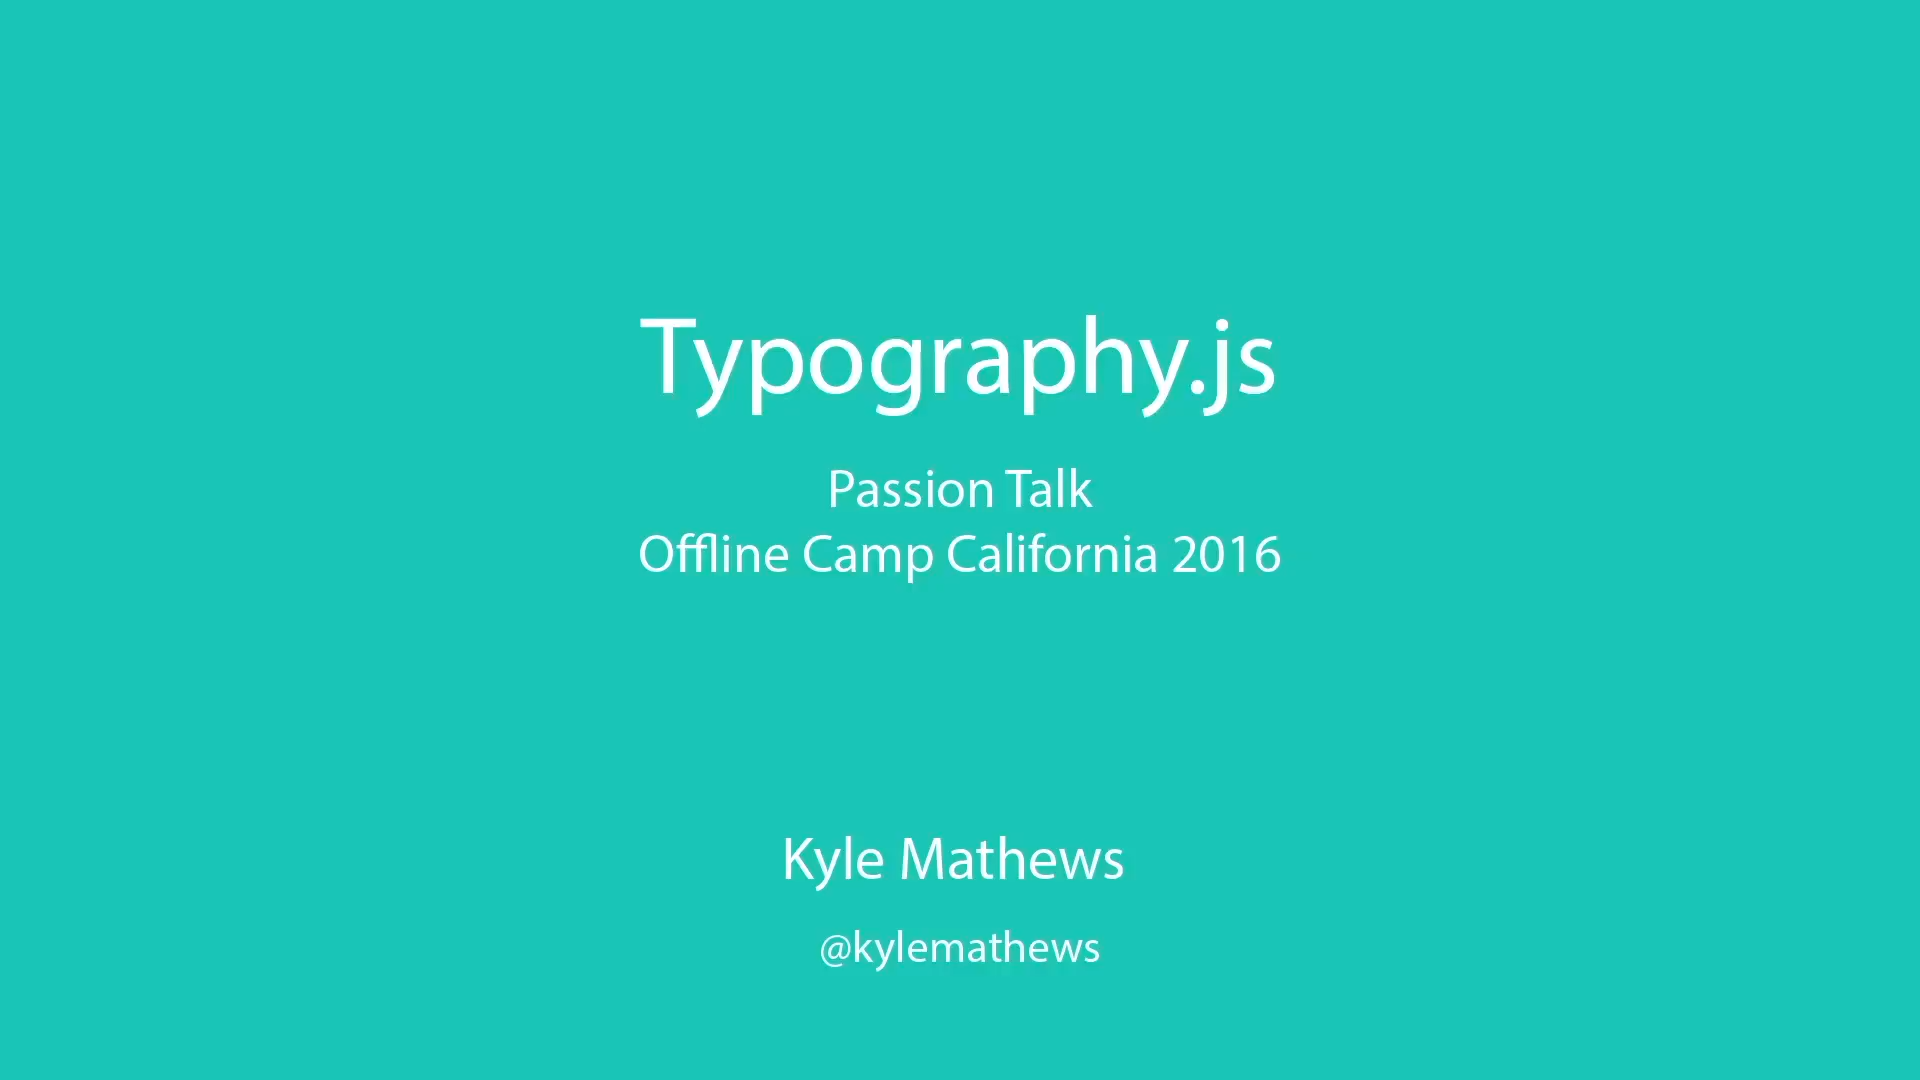 Typography.js
Passion Talk
Offline Camp California 2016
Kyle Mathews
@kylemathews